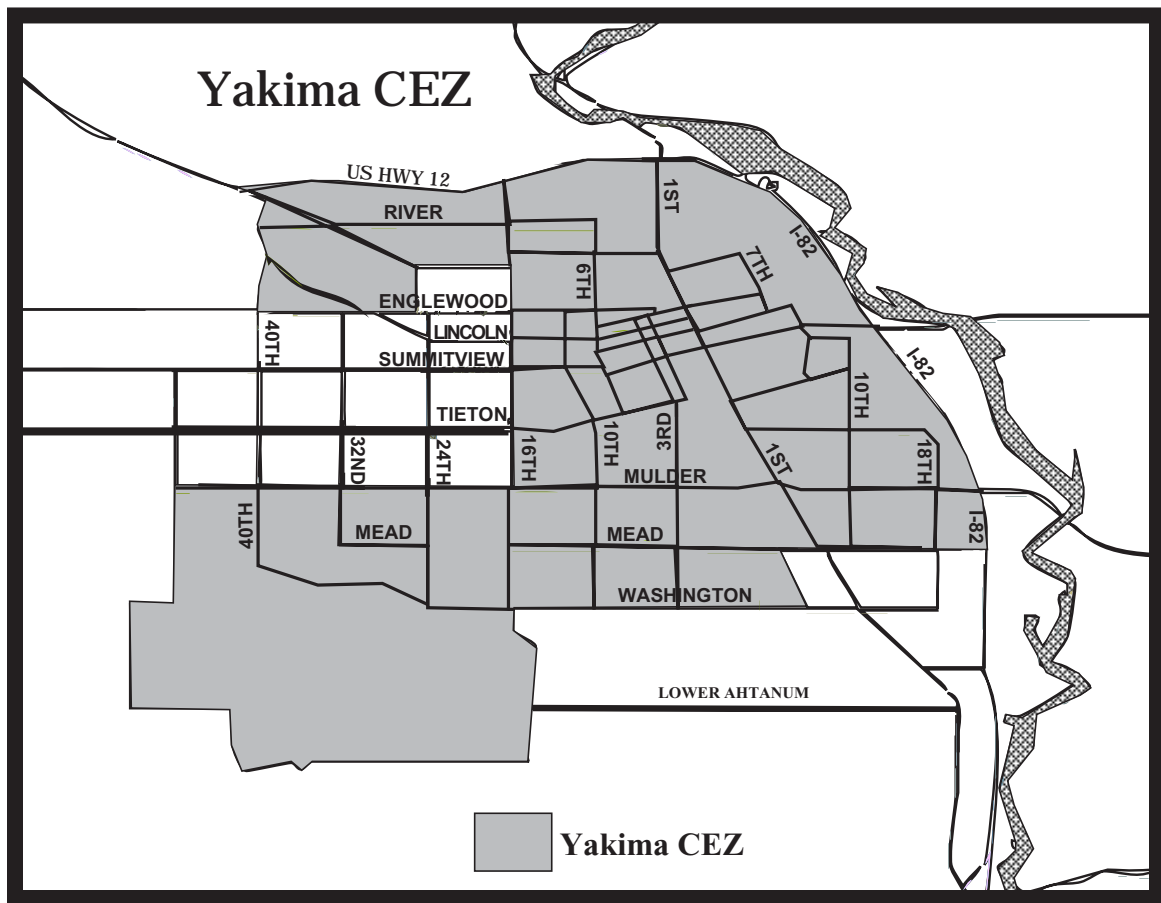 Yakima CEZ
US HWY 12
RIVER
1ST
I-82
7TH
6TH
ENGLEWOOD
LINCOLN
40TH
SUMMITVIEW
I-82
10TH
TIETON
32ND
24TH
16TH
10TH
3RD
1ST
18TH
MULDER
40TH
MEAD
MEAD
I-82
WASHINGTON
LOWER AHTANUM
Yakima CEZ